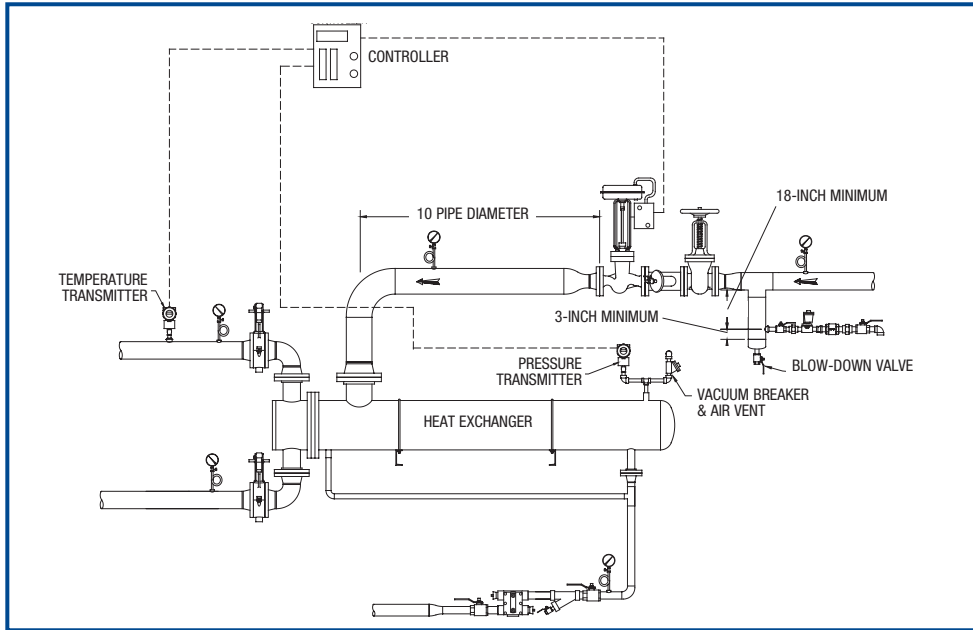 CONTROLLER
18-INCH MINIMUM
10 PIPE DIAMETER
TEMPERATURE
TRANSMITTER
3-INCH MINIMUM
PRESSURE
TRANSMITTER
BLOW-DOWN VALVE
VACUUM BREAKER
& AIR VENT
HEAT EXCHANGER